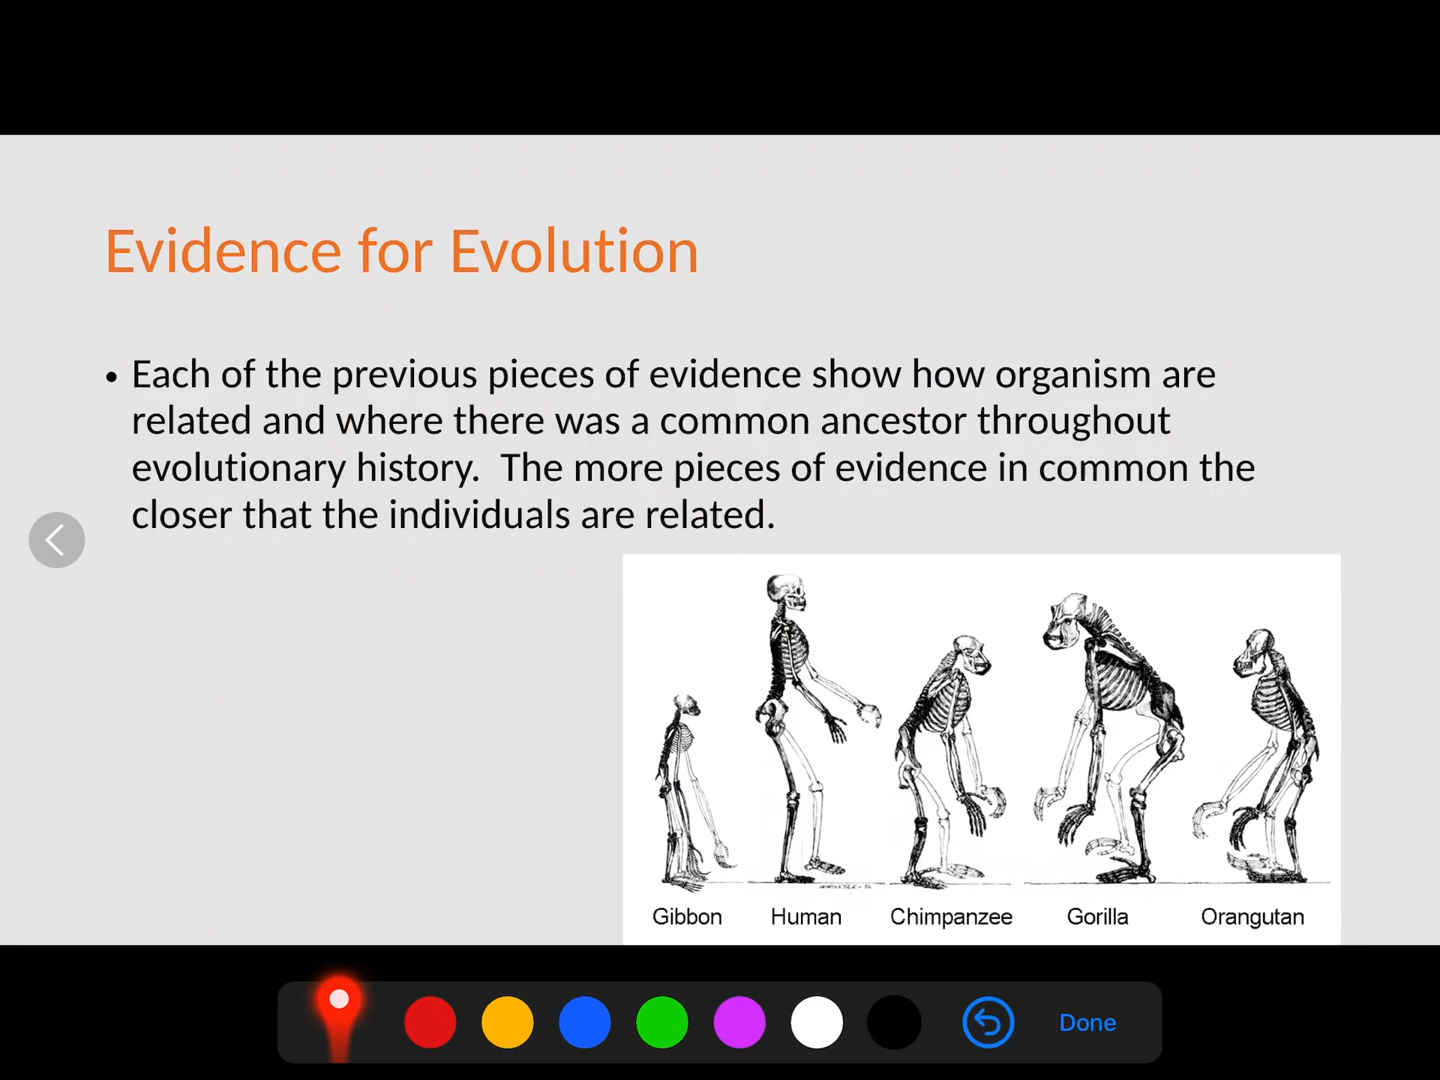 Evidence for Evolution
• Each of the previous pieces of evidence show how organism are
related and where there was a common ancestor throughout
evolutionary history.  The more pieces of evidence in common the
closer that the individuals are related.
Gibbon Human Chimpanzee Gorilla Orangutan
Done